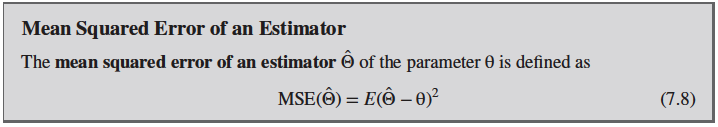 Mean Squared Error of an Estimator
The mean squared error of an estimator Θ̂ of the parameter θ is defined as
MSE(Θ̂) = E(Θ̂ – θ)² (7.8)